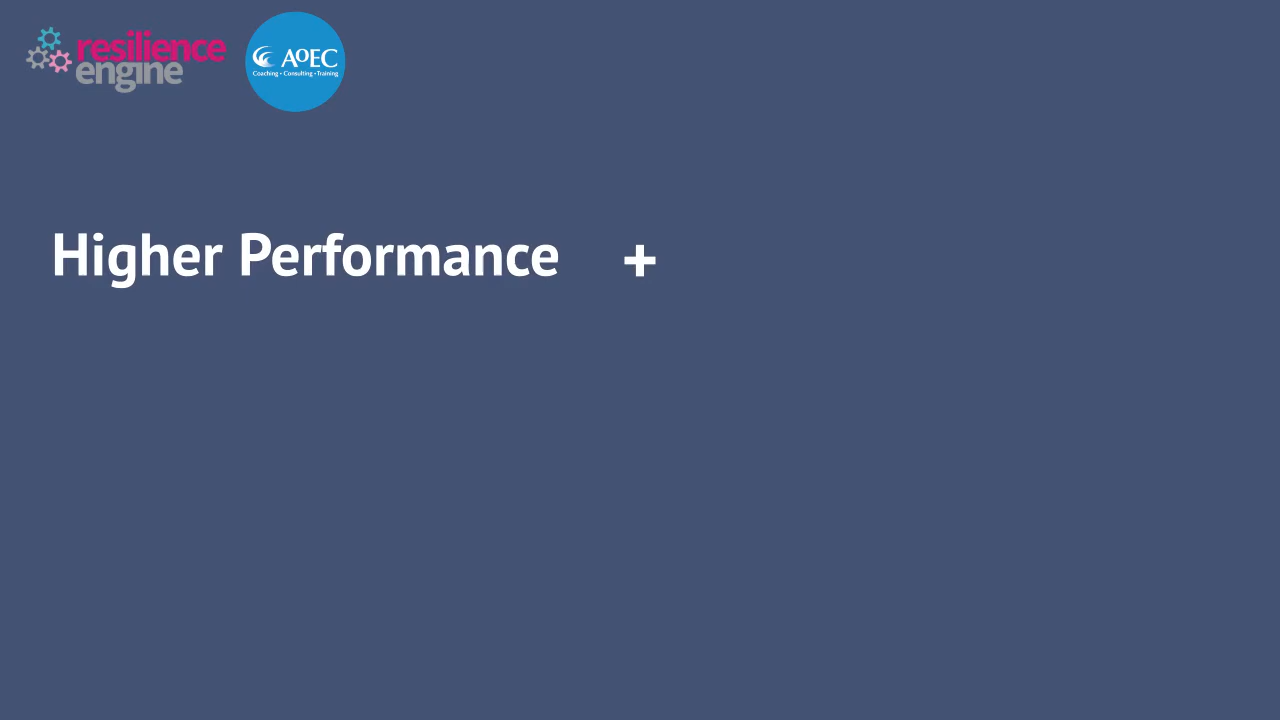 resilience
engine
AoEC
Coaching • Consulting • Training
Higher Performance +